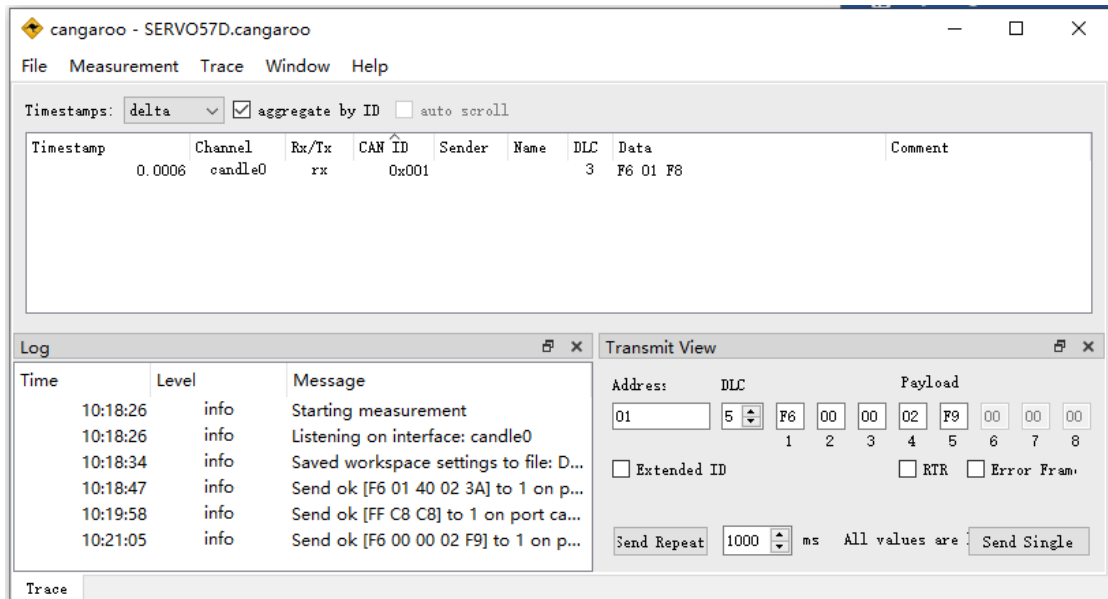 cangaroo - SERVO57D.cangaroo
File Measurement Trace Window Help
Timestamps: delta aggregate by ID auto scroll
Timestamp Channel Rx/Tx CAN ID Sender Name DLC Data Comment
0.0006 candle0 rx 0x001 3 F6 01 F8
Log
Time Level Message
10:18:26 info Starting measurement
10:18:26 info Listening on interface: candle0
10:18:34 info Saved workspace settings to file: D...
10:18:47 info Send ok [F6 01 40 02 3A] to 1 on p...
10:19:58 info Send ok [FF C8 C8] to 1 on port ca...
10:21:05 info Send ok [F6 00 00 02 F9] to 1 on p...
Transmit View
Address: DLC Payload
01 5 F6 00 00 02 F9 00 00 00
1 2 3 4 5 6 7 8
Extended ID RTR Error Fram
Send Repeat 1000 ms All values are Send Single
Trace